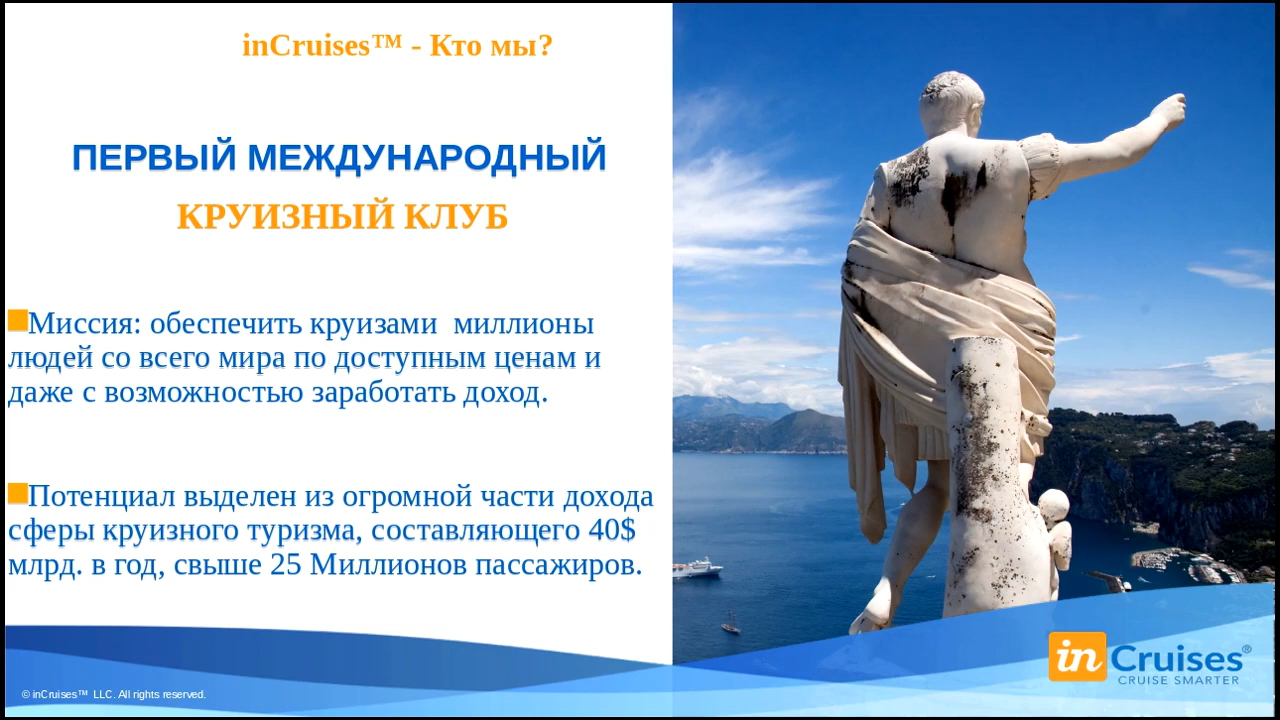 inCruises™ - Кто мы?
ПЕРВЫЙ МЕЖДУНАРОДНЫЙ
КРУИЗНЫЙ КЛУБ
Миссия: обеспечить круизами миллионы
людей со всего мира по доступным ценам и
даже с возможностью заработать доход.
Потенциал выделен из огромной части дохода
сферы круизного туризма, составляющего 40$
млрд. в год, свыше 25 Миллионов пассажиров.
inCruises®
CRUISE SMARTER
© inCruises™ LLC. All rights reserved.